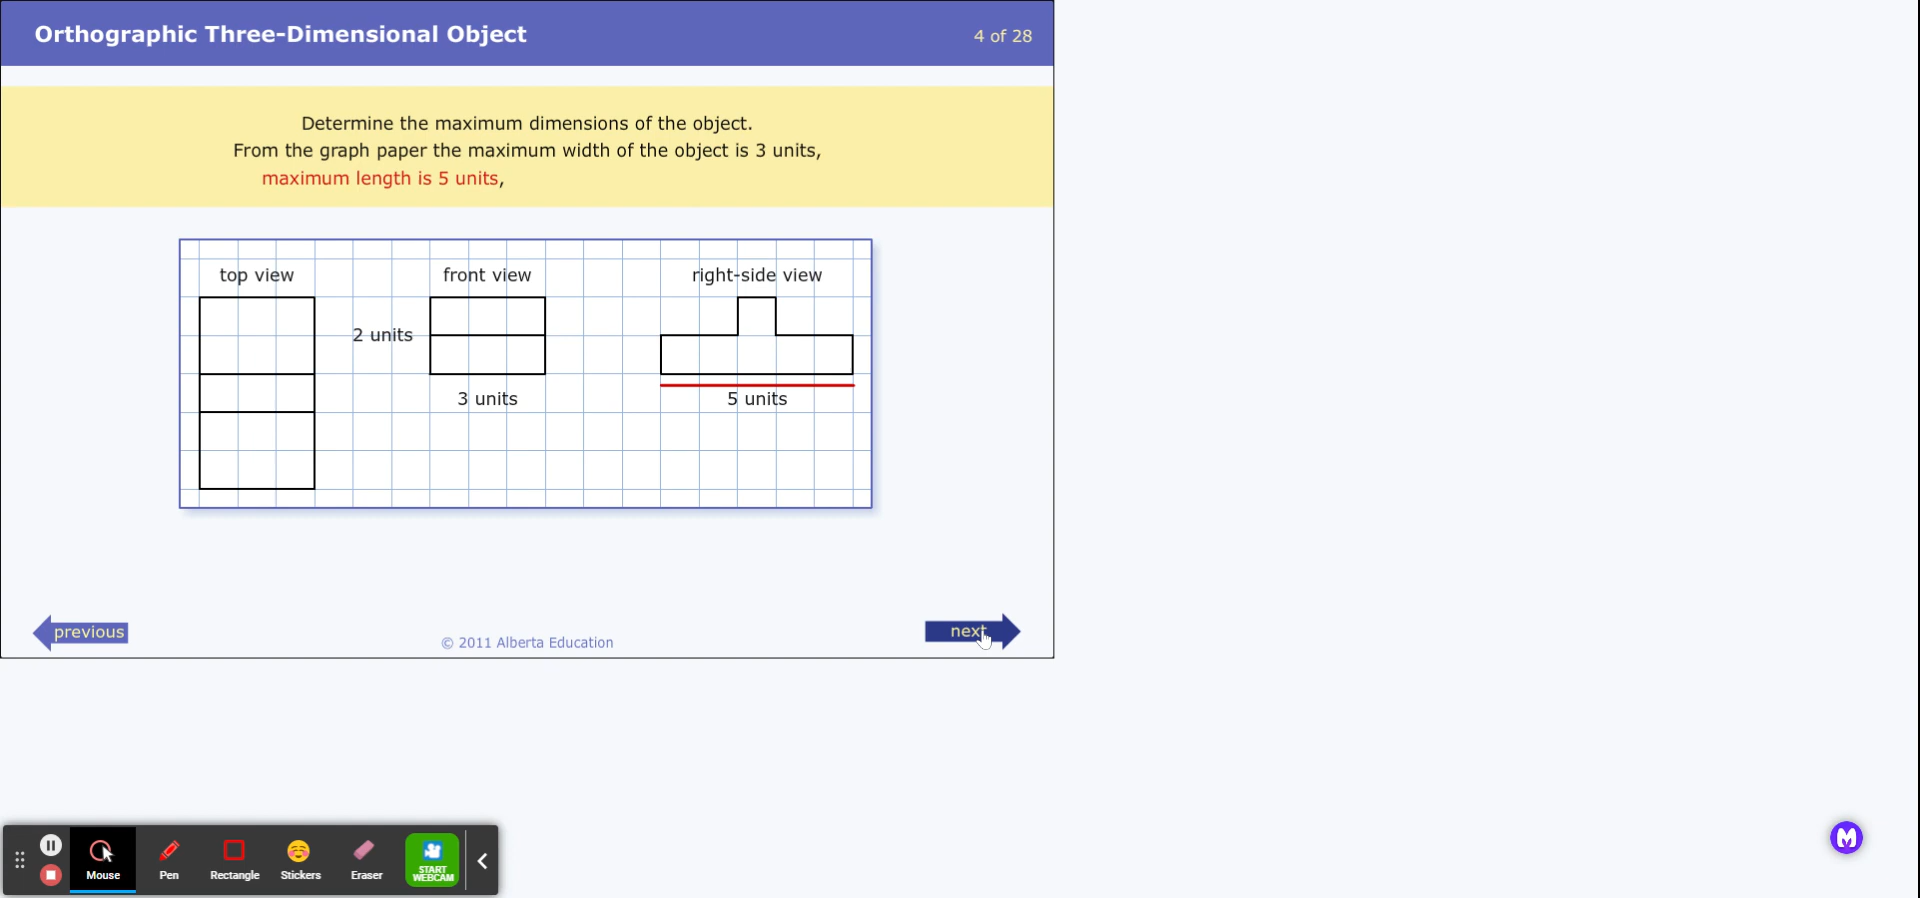 Orthographic Three-Dimensional Object
4 of 28
Determine the maximum dimensions of the object.
From the graph paper the maximum width of the object is 3 units,
maximum length is 5 units,
top view
front view
right-side view
2 units
3 units
5 units
previous
© 2011 Alberta Education
next
Mouse
Pen
Rectangle
Stickers
Eraser
START
WEBCAM